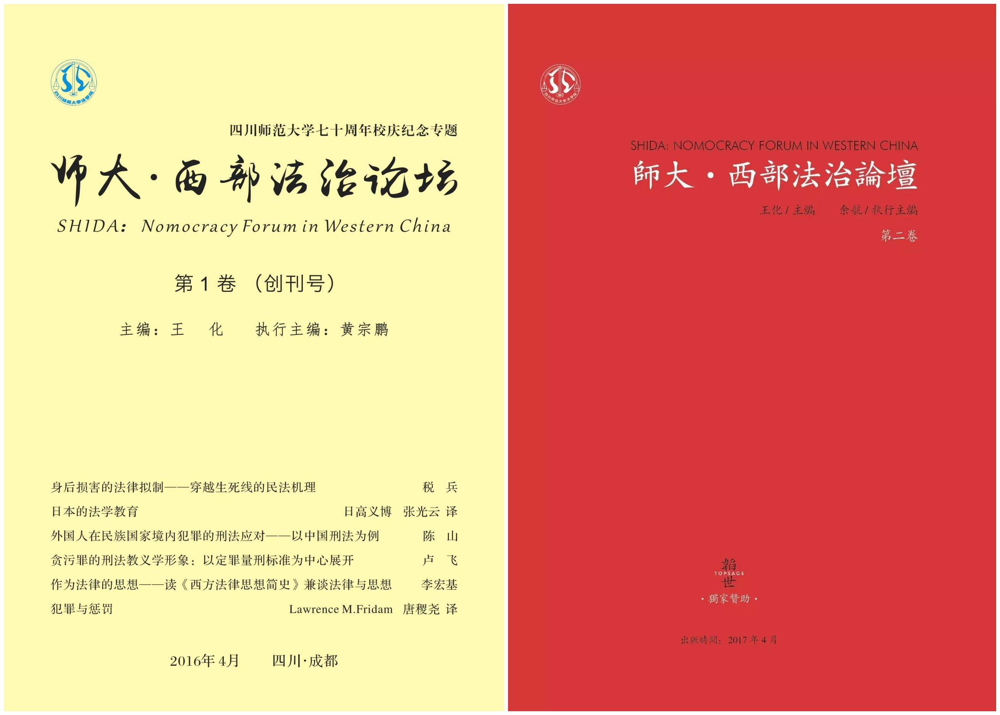 四川師範大學法學院
四川师范大学七十周年校庆纪念专题
师大·西部法治论坛
SHIDA: Nomocracy Forum in Western China
第 1 卷 （创刊号）
主编：王 化 执行主编：黄宗鹏
身后损害的法律拟制——穿越生死线的民法机理 税 兵
日本的法学教育 日高义博 张光云 译
外国人在民族国家境内犯罪的刑法应对——以中国刑法为例 陈 山
贪污罪的刑法教义学形象：以定罪量刑标准为中心展开 卢 飞
作为法律的思想——读《西方法律思想简史》兼谈法律与思想 李宏基
犯罪与惩罚 Lawrence M.Fridam 唐稷尧 译
2016年 4月 四川·成都
四川師范大学法学院
SHIDA: NOMOCRACY FORUM IN WESTERN CHINA
師大·西部法治論壇
王化 / 主編 余航 / 執行主編
第二卷
韜
TOPSAGE
世
·獨家贊助·
出版時間：2017 年 4 月